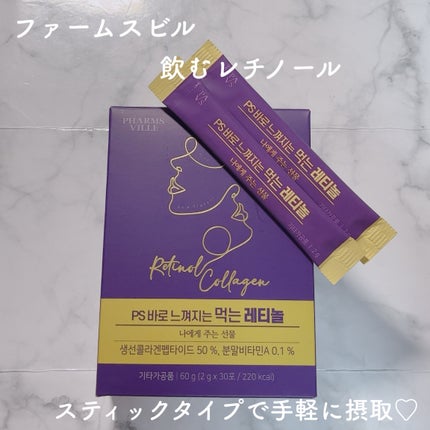 ファームスビル
飲むレチノール
PS 바로 느껴지는 먹는 레티놀
나에게 주는 선물
PS 바로 느껴지는 먹는 레티놀
나에게 주는 선물
PHARMS
VILLE
Retinol
Collagen
PS 바로 느껴지는 먹는 레티놀
나에게 주는 선물
생선콜라겐펩타이드 50 %, 분말비타민A 0.1 %
기타가공품 | 60 g (2 g x 30포 / 220 kcal)
スティックタイプで手軽に摂取♡